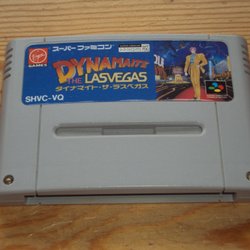 Virgin
GAMES
スーパーファミコン
DYNAMAITE
THE LASVEGAS
ダイナマイト・ザ・ラスベガス
SHVC-VQ